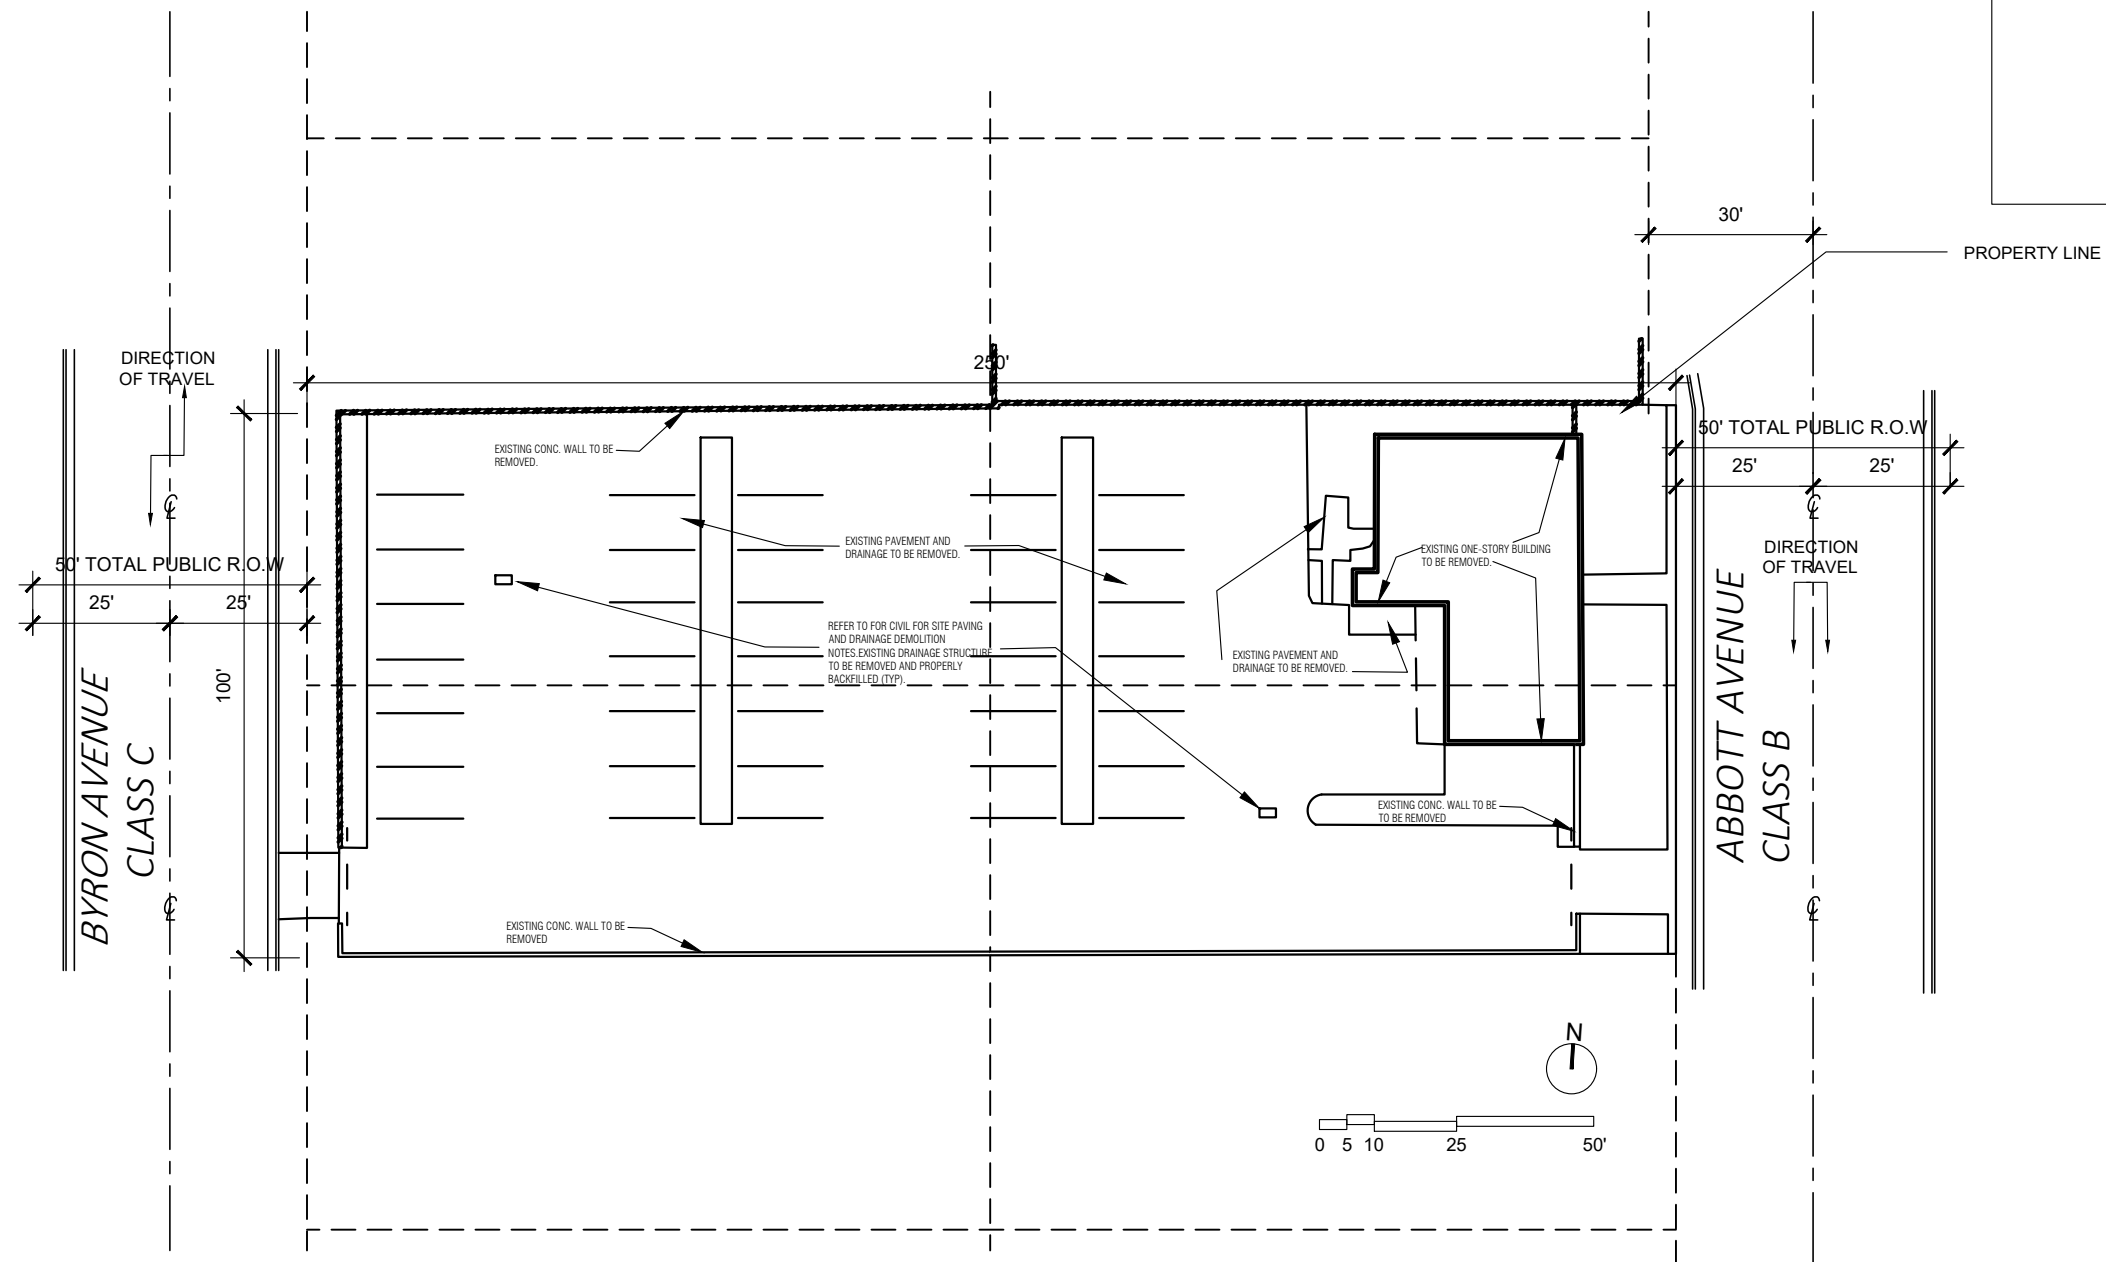 30'
PROPERTY LINE
DIRECTION
OF TRAVEL
250'
50' TOTAL PUBLIC R.O.W
25'
25'
EXISTING CONC. WALL TO BE
REMOVED.
℄
℄
EXISTING PAVEMENT AND
DRAINAGE TO BE REMOVED.
EXISTING ONE-STORY BUILDING
TO BE REMOVED.
DIRECTION
OF TRAVEL
50' TOTAL PUBLIC R.O.W
25'
25'
REFER TO FOR CIVIL FOR SITE PAVING
AND DRAINAGE DEMOLITION
NOTES.EXISTING DRAINAGE STRUCTURE
TO BE REMOVED AND PROPERLY
BACKFILLED (TYP).
EXISTING PAVEMENT AND
DRAINAGE TO BE REMOVED.
100'
BYRON AVENUE
CLASS C
ABBOTT AVENUE
CLASS B
EXISTING CONC. WALL TO BE
TO BE REMOVED
℄
℄
EXISTING CONC. WALL TO BE
REMOVED
N
0 5 10 25 50'